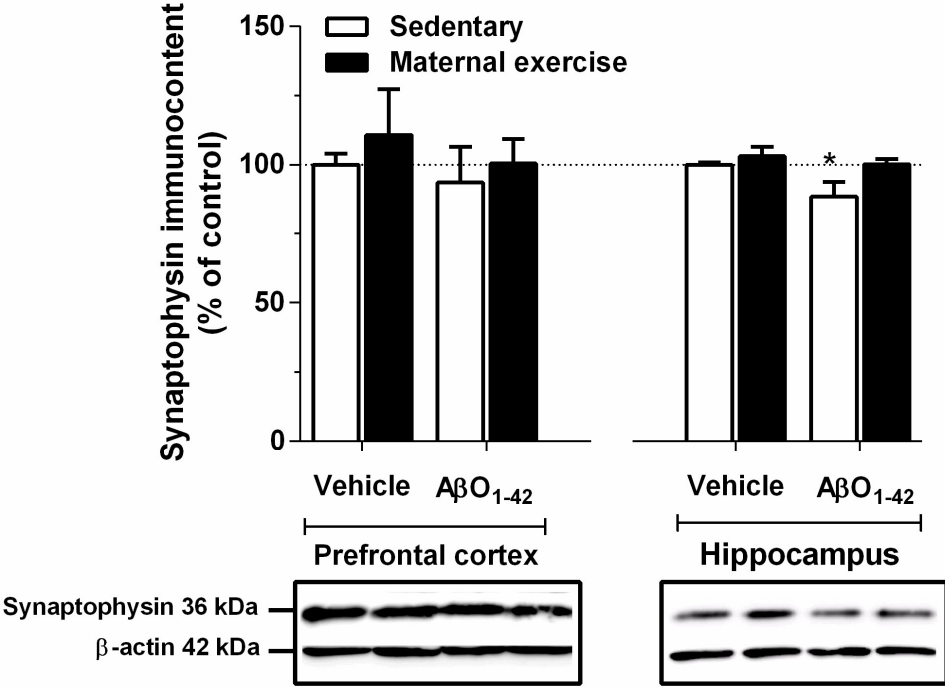 Synaptophysin immunocontent
(% of control)
150
100
50
0
Sedentary
Maternal exercise
*
Vehicle AβO1-42 Vehicle AβO1-42
Prefrontal cortex Hippocampus
Synaptophysin 36 kDa
β-actin 42 kDa